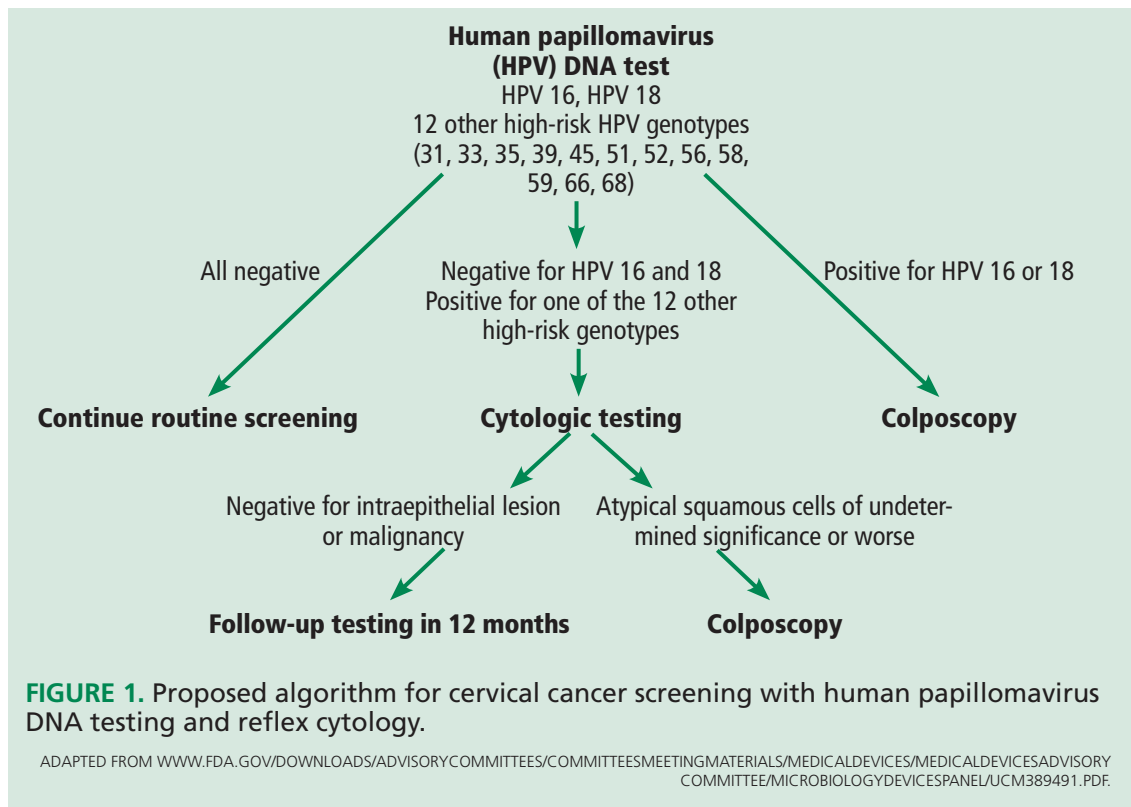 Human papillomavirus
(HPV) DNA test
HPV 16, HPV 18
12 other high-risk HPV genotypes
(31, 33, 35, 39, 45, 51, 52, 56, 58,
59, 66, 68)
All negative
Negative for HPV 16 and 18
Positive for one of the 12 other
high-risk genotypes
Positive for HPV 16 or 18
Continue routine screening
Cytologic testing
Colposcopy
Negative for intraepithelial lesion
or malignancy
Atypical squamous cells of undeter-
mined significance or worse
Follow-up testing in 12 months
Colposcopy
FIGURE 1. Proposed algorithm for cervical cancer screening with human papillomavirus
DNA testing and reflex cytology.
ADAPTED FROM WWW.FDA.GOV/DOWNLOADS/ADVISORYCOMMITTEES/COMMITTEESMEETINGMATERIALS/MEDICALDEVICES/MEDICALDEVICESADVISORY
COMMITTEE/MICROBIOLOGYDEVICESPANEL/UCM389491.PDF.